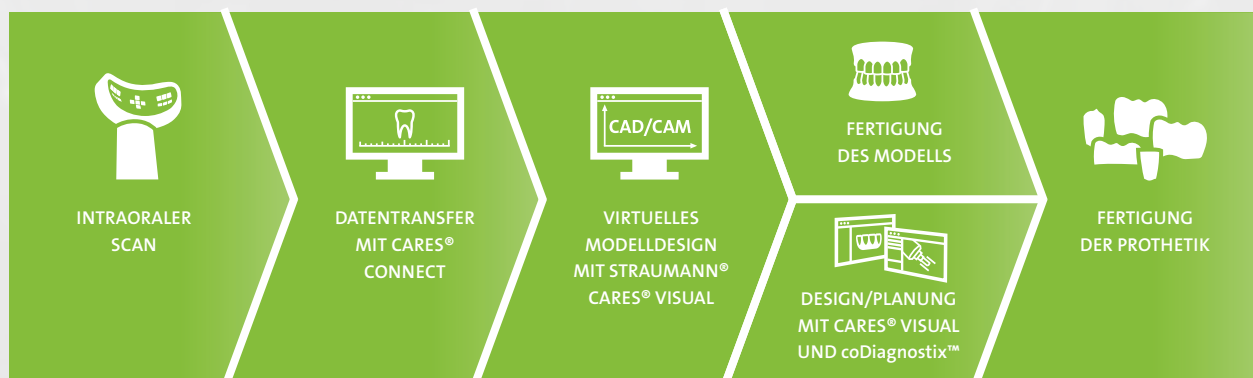 INTRAORALER
SCAN
DATENTRANSFER
MIT CARES®
CONNECT
CAD/CAM
VIRTUELLES
MODELLDESIGN
MIT STRAUMANN®
CARES® VISUAL
FERTIGUNG
DES MODELLS
DESIGN/PLANUNG
MIT CARES® VISUAL
UND coDiagnostix™
FERTIGUNG
DER PROTHETIK